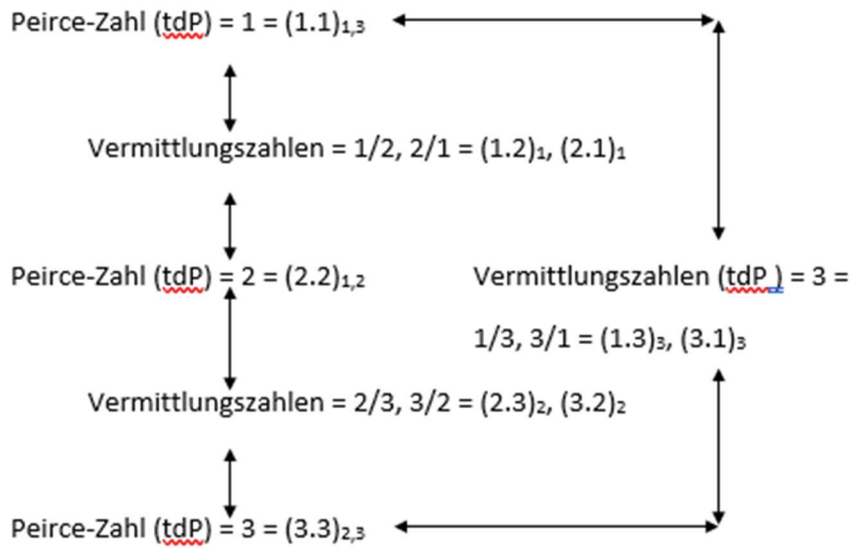 Peirce-Zahl (tdP) = 1 = (1.1)₁,₃
Vermittlungszahlen = 1/2, 2/1 = (1.2)₁, (2.1)₁
Peirce-Zahl (tdP) = 2 = (2.2)₁,₂
Vermittlungszahlen (tdP ) = 3 =
1/3, 3/1 = (1.3)₃, (3.1)₃
Vermittlungszahlen = 2/3, 3/2 = (2.3)₂, (3.2)₂
Peirce-Zahl (tdP) = 3 = (3.3)₂,₃